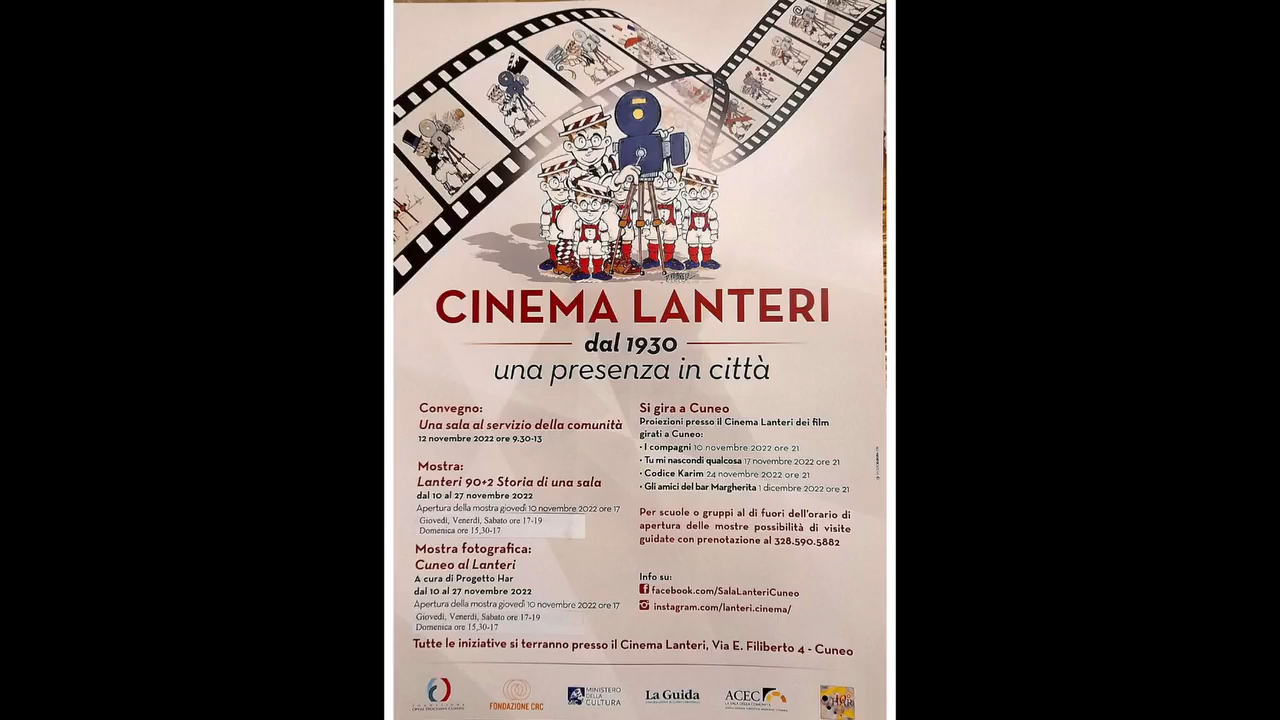 CINEMA LANTERI
dal 1930
una presenza in città
Convegno:
Una sala al servizio della comunità
12 novembre 2022 ore 9.30-13
Mostra:
Lanteri 90+2 Storia di una sala
dal 10 al 27 novembre 2022
Apertura della mostra giovedì 10 novembre 2022 ore 17
Giovedì, Venerdì, Sabato ore 17-19
Domenica ore 15,30-17
Mostra fotografica:
Cuneo al Lanteri
A cura di Progetto Har
dal 10 al 27 novembre 2022
Apertura della mostra giovedì 10 novembre 2022 ore 17
Giovedì, Venerdì, Sabato ore 17-19
Domenica ore 15,30-17
Si gira a Cuneo
Proiezioni presso il Cinema Lanteri dei film
girati a Cuneo:
• I compagni 10 novembre 2022 ore 21
• Tu mi nascondi qualcosa 17 novembre 2022 ore 21
• Codice Karim 24 novembre 2022 ore 21
• Gli amici del bar Margherita 1 dicembre 2022 ore 21
Per scuole o gruppi al di fuori dell'orario di
apertura delle mostre possibilità di visite
guidate con prenotazione al 328.590.5882
Info su:
facebook.com/SalaLanteriCuneo
instagram.com/lanteri.cinema/
Tutte le iniziative si terranno presso il Cinema Lanteri, Via E. Filiberto 4 - Cuneo
FONDAZIONE
OPERE DIOCESANE CUNEESI
FONDAZIONE CRC
MINISTERO
DELLA
CULTURA
La Guida
ACEC
LA SALA DELLA COMUNITÀ